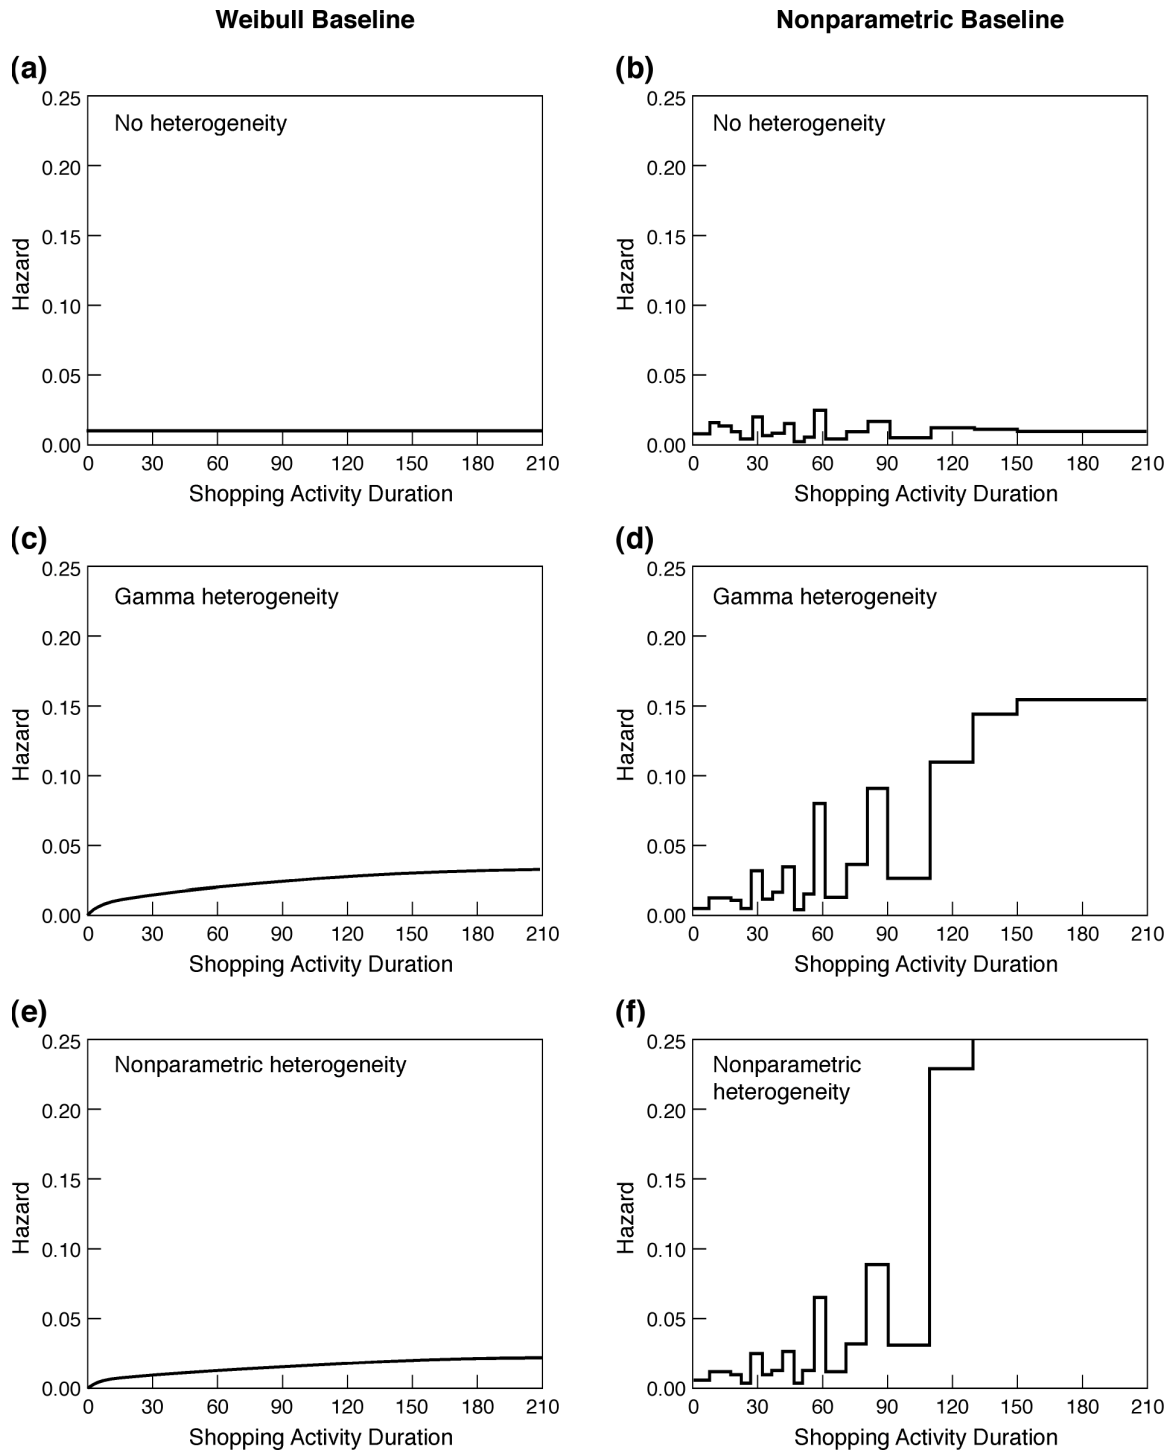 Weibull Baseline
Nonparametric Baseline
(a)
(b)
0.25
No heterogeneity
0.20
0.15
0.10
0.05
0.00
Hazard
0 30 60 90 120 150 180 210
Shopping Activity Duration
0.25
No heterogeneity
0.20
0.15
0.10
0.05
0.00
Hazard
0 30 60 90 120 150 180 210
Shopping Activity Duration
(c)
(d)
0.25
Gamma heterogeneity
0.20
0.15
0.10
0.05
0.00
Hazard
0 30 60 90 120 150 180 210
Shopping Activity Duration
0.25
Gamma heterogeneity
0.20
0.15
0.10
0.05
0.00
Hazard
0 30 60 90 120 150 180 210
Shopping Activity Duration
(e)
(f)
0.25
Nonparametric heterogeneity
0.20
0.15
0.10
0.05
0.00
Hazard
0 30 60 90 120 150 180 210
Shopping Activity Duration
0.25
Nonparametric
heterogeneity
0.20
0.15
0.10
0.05
0.00
Hazard
0 30 60 90 120 150 180 210
Shopping Activity Duration